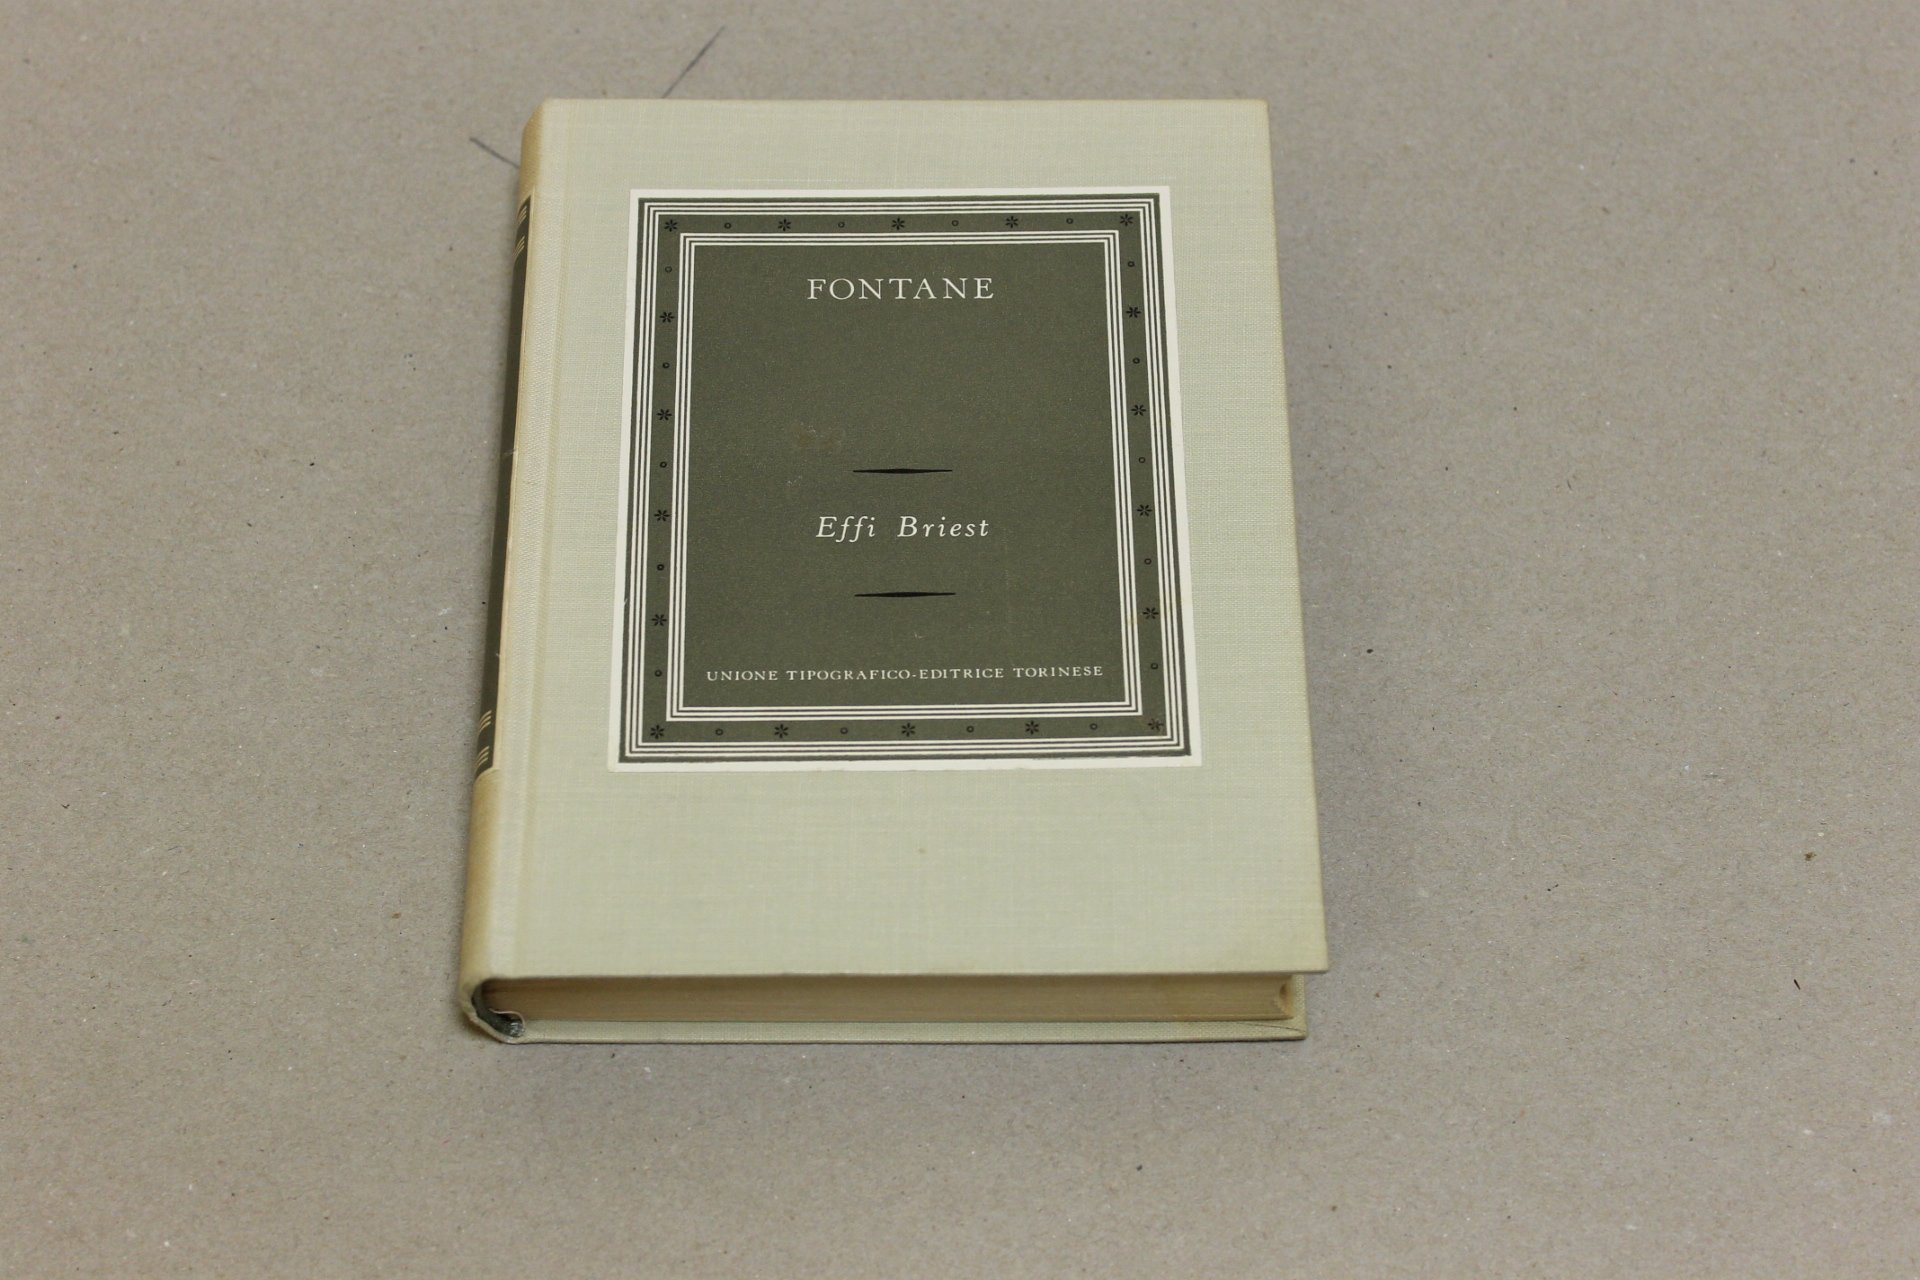 FONTANE
Effi Briest
UNIONE TIPOGRAFICO-EDITRICE TORINESE